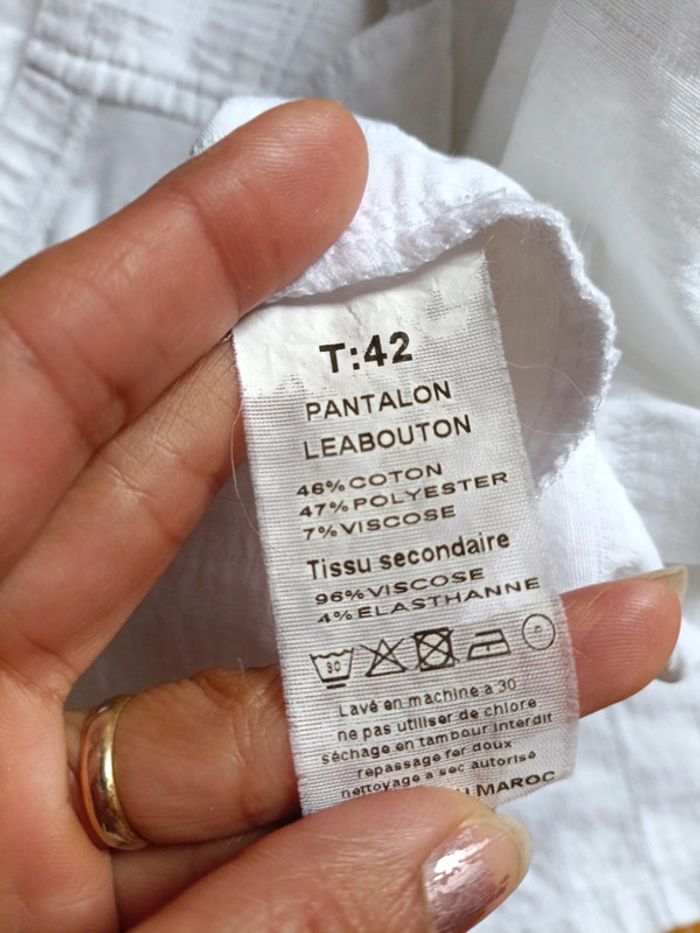 T:42
PANTALON
LEABOUTON
46%COTON
47%POLYESTER
7%VISCOSE
Tissu secondaire
96%VISCOSE
4%ELASTHANNE
30
Lavé en machine a 30
ne pas utiliser de chlore
séchage en tambour interdit
repassage fer doux
nettoyage a sec autorisé
MAROC